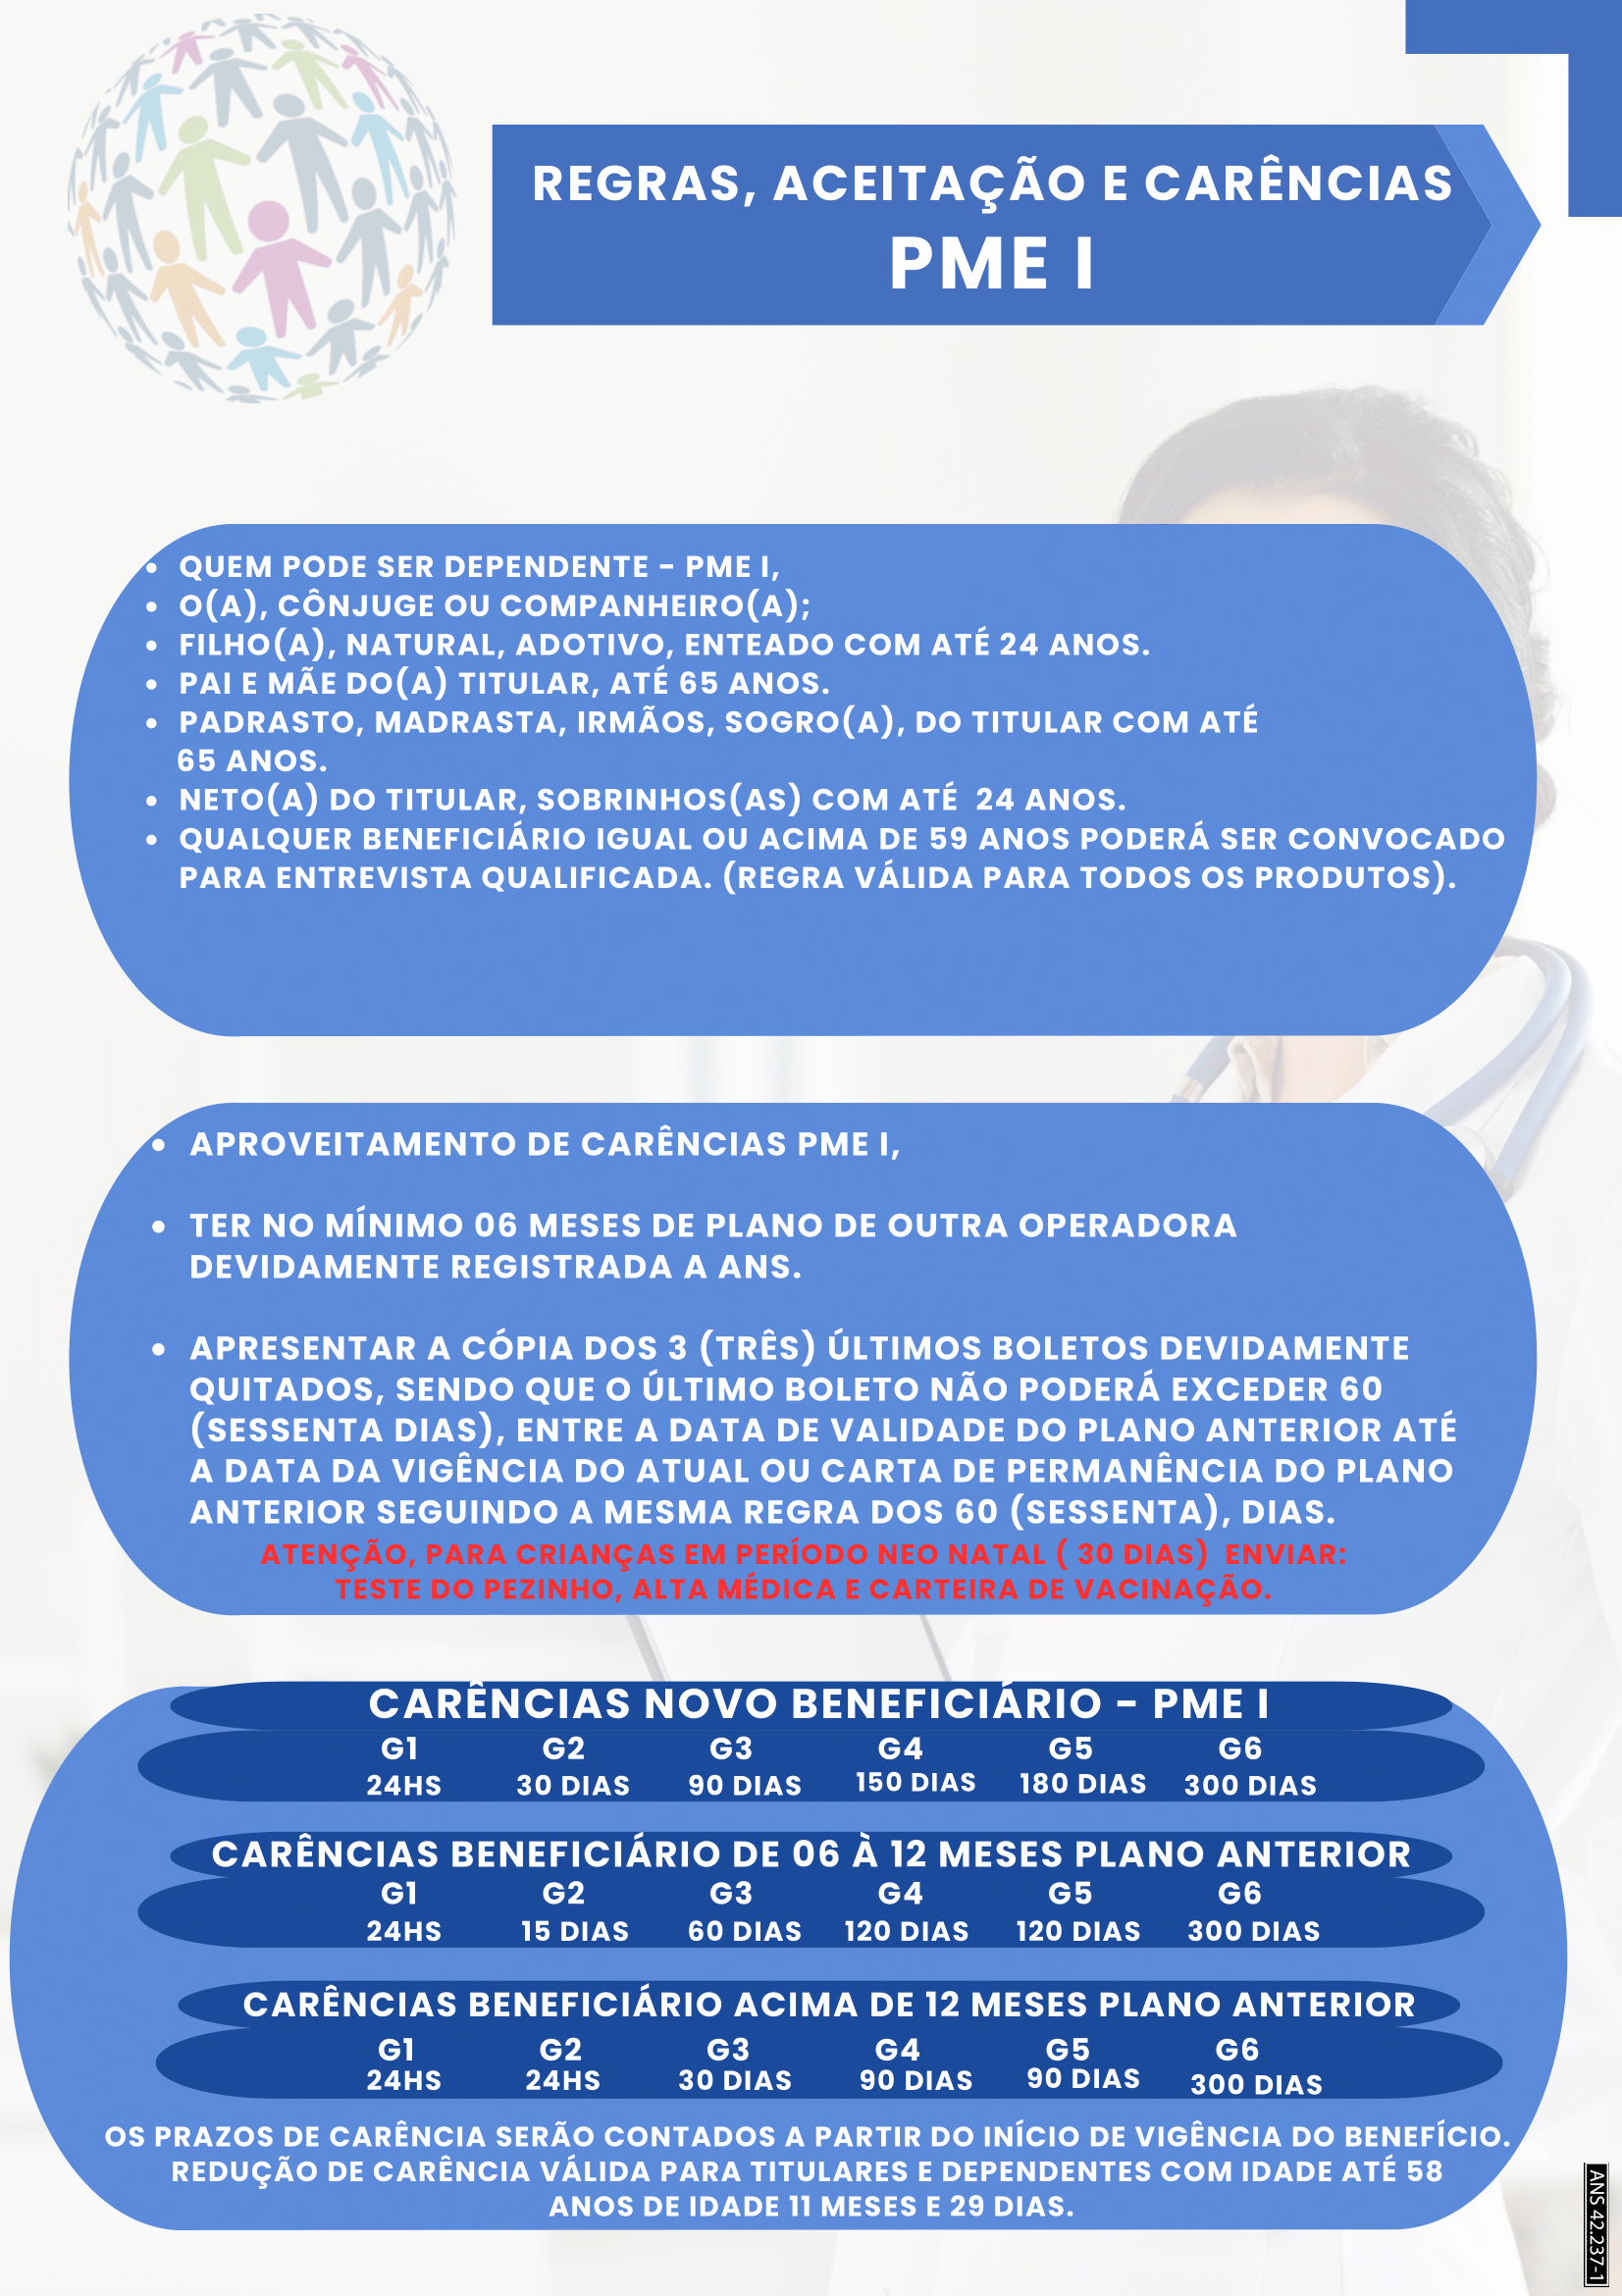 REGRAS, ACEITAÇÃO E CARÊNCIAS
PME I
• QUEM PODE SER DEPENDENTE - PME I,
• O(A), CÔNJUGE OU COMPANHEIRO(A);
• FILHO(A), NATURAL, ADOTIVO, ENTEADO COM ATÉ 24 ANOS.
• PAI E MÃE DO(A) TITULAR, ATÉ 65 ANOS.
• PADRASTO, MADRASTA, IRMÃOS, SOGRO(A), DO TITULAR COM ATÉ
65 ANOS.
• NETO(A) DO TITULAR, SOBRINHOS(AS) COM ATÉ 24 ANOS.
• QUALQUER BENEFICIÁRIO IGUAL OU ACIMA DE 59 ANOS PODERÁ SER CONVOCADO
PARA ENTREVISTA QUALIFICADA. (REGRA VÁLIDA PARA TODOS OS PRODUTOS).
• APROVEITAMENTO DE CARÊNCIAS PME I,
• TER NO MÍNIMO 06 MESES DE PLANO DE OUTRA OPERADORA
DEVIDAMENTE REGISTRADA A ANS.
• APRESENTAR A CÓPIA DOS 3 (TRÊS) ÚLTIMOS BOLETOS DEVIDAMENTE
QUITADOS, SENDO QUE O ÚLTIMO BOLETO NÃO PODERÁ EXCEDER 60
(SESSENTA DIAS), ENTRE A DATA DE VALIDADE DO PLANO ANTERIOR ATÉ
A DATA DA VIGÊNCIA DO ATUAL OU CARTA DE PERMANÊNCIA DO PLANO
ANTERIOR SEGUINDO A MESMA REGRA DOS 60 (SESSENTA), DIAS.
ATENÇÃO, PARA CRIANÇAS EM PERÍODO NEO NATAL ( 30 DIAS) ENVIAR:
TESTE DO PEZINHO, ALTA MÉDICA E CARTEIRA DE VACINAÇÃO.
CARÊNCIAS NOVO BENEFICIÁRIO - PME I
G1 G2 G3 G4 G5 G6
24HS 30 DIAS 90 DIAS 150 DIAS 180 DIAS 300 DIAS
CARÊNCIAS BENEFICIÁRIO DE 06 À 12 MESES PLANO ANTERIOR
G1 G2 G3 G4 G5 G6
24HS 15 DIAS 60 DIAS 120 DIAS 120 DIAS 300 DIAS
CARÊNCIAS BENEFICIÁRIO ACIMA DE 12 MESES PLANO ANTERIOR
G1 G2 G3 G4 G5 G6
24HS 24HS 30 DIAS 90 DIAS 90 DIAS 300 DIAS
OS PRAZOS DE CARÊNCIA SERÃO CONTADOS A PARTIR DO INÍCIO DE VIGÊNCIA DO BENEFÍCIO.
REDUÇÃO DE CARÊNCIA VÁLIDA PARA TITULARES E DEPENDENTES COM IDADE ATÉ 58
ANOS DE IDADE 11 MESES E 29 DIAS.
ANS 42.237-1